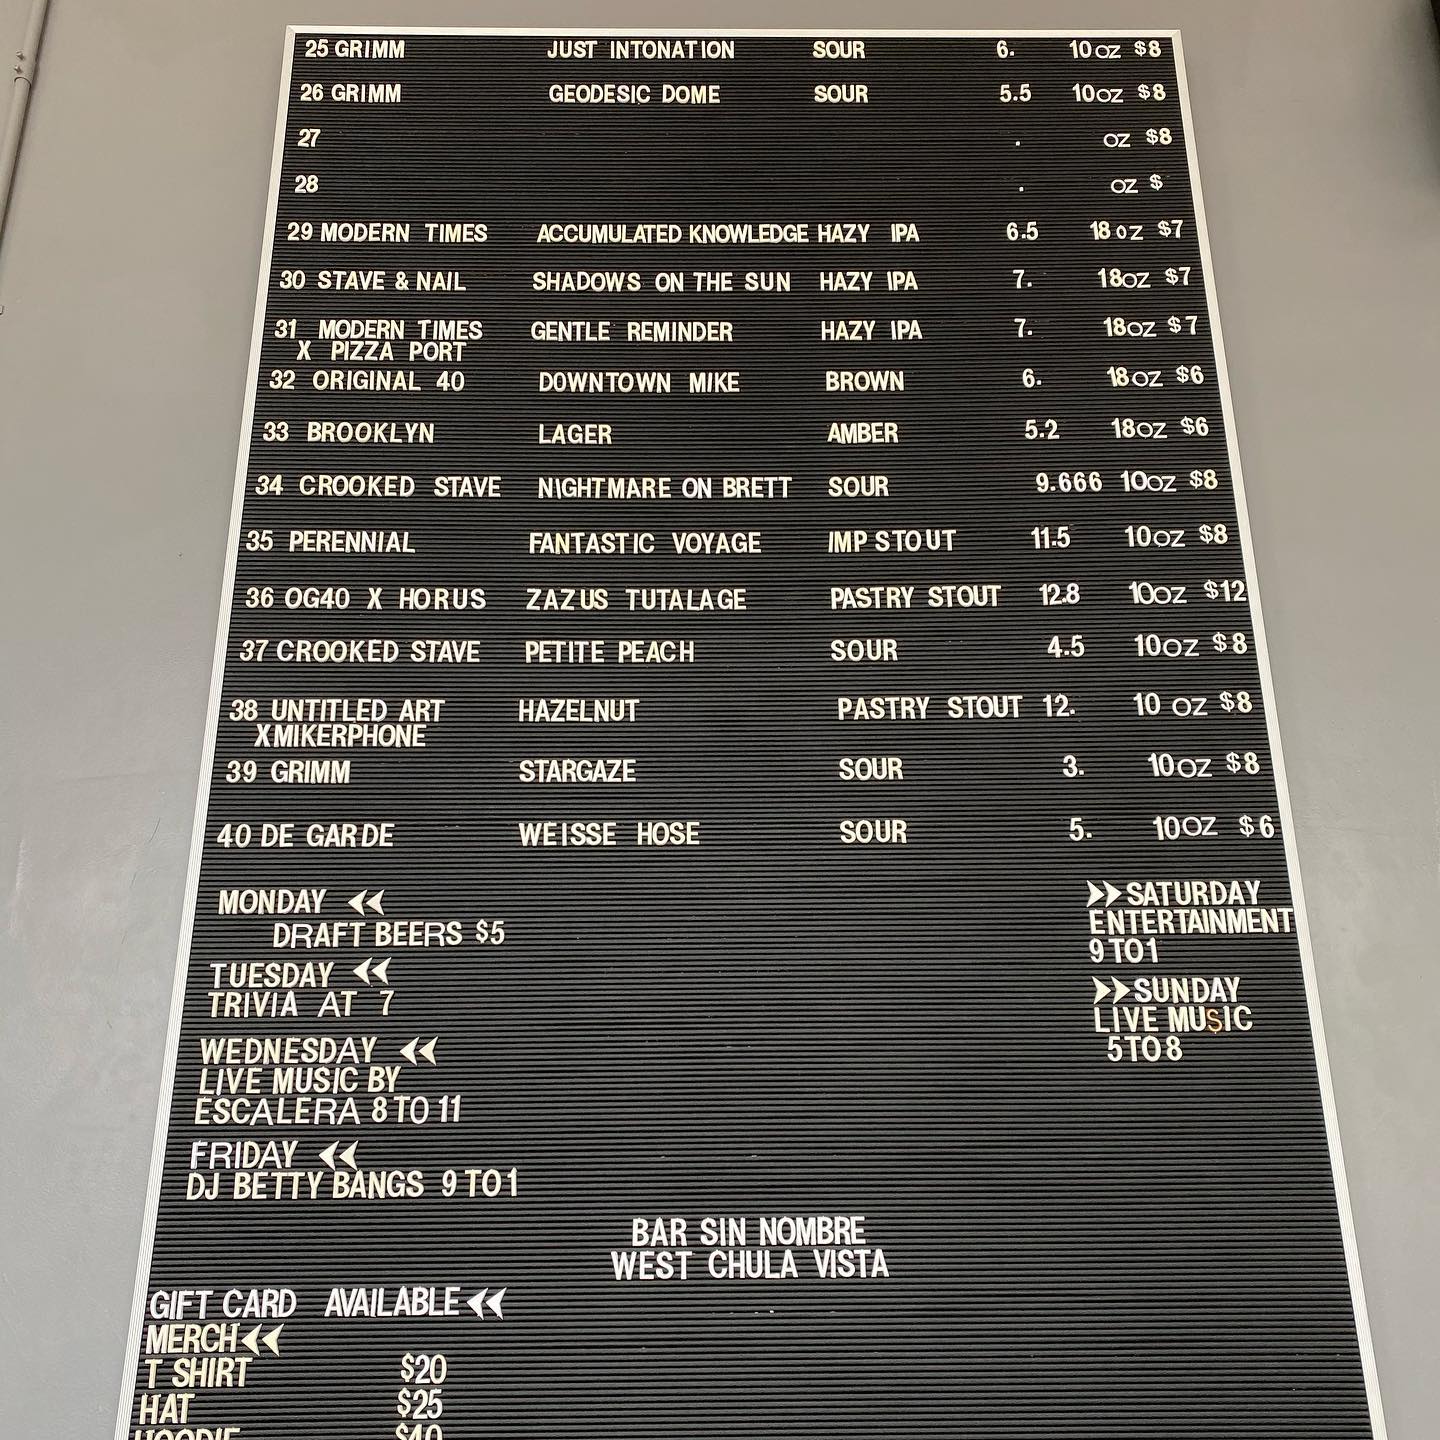 25 GRIMM JUST INTONATION SOUR 6. 10oz $8
26 GRIMM GEODESIC DOME SOUR 5.5 10oz $8
27 . oz $8
28 . oz $
29 MODERN TIMES ACCUMULATED KNOWLEDGE HAZY IPA 6.5 18oz $7
30 STAVE & NAIL SHADOWS ON THE SUN HAZY IPA 7. 18oz $7
31 MODERN TIMES GENTLE REMINDER HAZY IPA 7. 18oz $7
X PIZZA PORT
32 ORIGINAL 40 DOWNTOWN MIKE BROWN 6. 18oz $6
33 BROOKLYN LAGER AMBER 5.2 18oz $6
34 CROOKED STAVE NIGHTMARE ON BRETT SOUR 9.666 10oz $8
35 PERENNIAL FANTASTIC VOYAGE IMP STOUT 11.5 10oz $8
36 OG40 X HORUS ZAZUS TUTALAGE PASTRY STOUT 12.8 10oz $12
37 CROOKED STAVE PETITE PEACH SOUR 4.5 10oz $8
38 UNTITLED ART HAZELNUT PASTRY STOUT 12. 10 oz $8
XMIKERPHONE
39 GRIMM STARGAZE SOUR 3. 10oz $8
40 DE GARDE WEISSE HOSE SOUR 5. 10oz $6
MONDAY <<
DRAFT BEERS $5
TUESDAY <<
TRIVIA AT 7
WEDNESDAY <<
LIVE MUSIC BY
ESCALERA 8 TO 11
FRIDAY <<
DJ BETTY BANGS 9 TO 1
>> SATURDAY
ENTERTAINMENT
9 TO 1
>> SUNDAY
LIVE MUSIC
5 TO 8
BAR SIN NOMBRE
WEST CHULA VISTA
GIFT CARD AVAILABLE <<
MERCH <<
T SHIRT $20
HAT $25
HOODIE $40